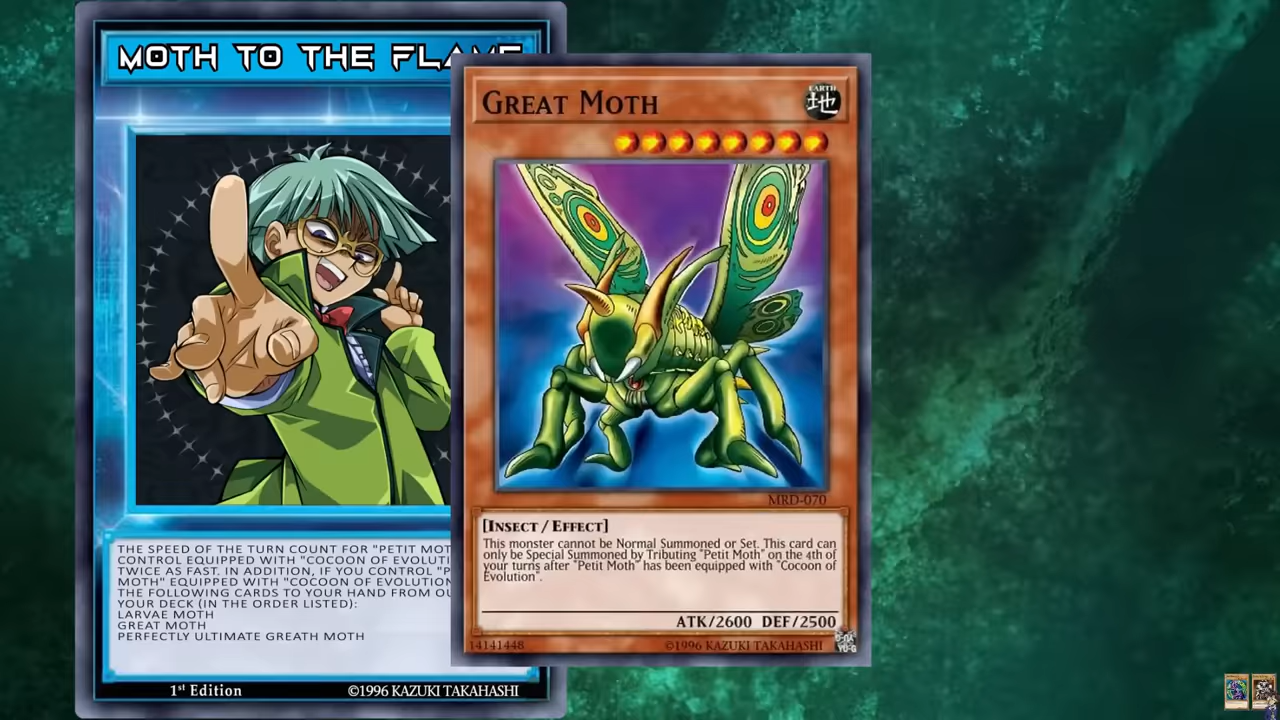 MOTH TO THE FLAME
THE SPEED OF THE TURN COUNT FOR "PETIT MOT
CONTROL EQUIPPED WITH "COCOON OF EVOLUTI
TWICE AS FAST. IN ADDITION, IF YOU CONTROL "P
MOTH" EQUIPPED WITH "COCOON OF EVOLUTION
THE FOLLOWING CARDS TO YOUR HAND FROM OU
YOUR DECK (IN THE ORDER LISTED):
LARVAE MOTH
GREAT MOTH
PERFECTLY ULTIMATE GREATH MOTH
1st Edition
©1996 KAZUKI TAKAHASHI
GREAT MOTH
EARTH
地
MRD-070
[INSECT / EFFECT]
This monster cannot be Normal Summoned or Set. This card can
only be Special Summoned by Tributing "Petit Moth" on the 4th of
your turns after "Petit Moth" has been equipped with "Cocoon of
Evolution".
ATK/2600 DEF/2500
14141448
©1996 KAZUKI TAKAHASHI